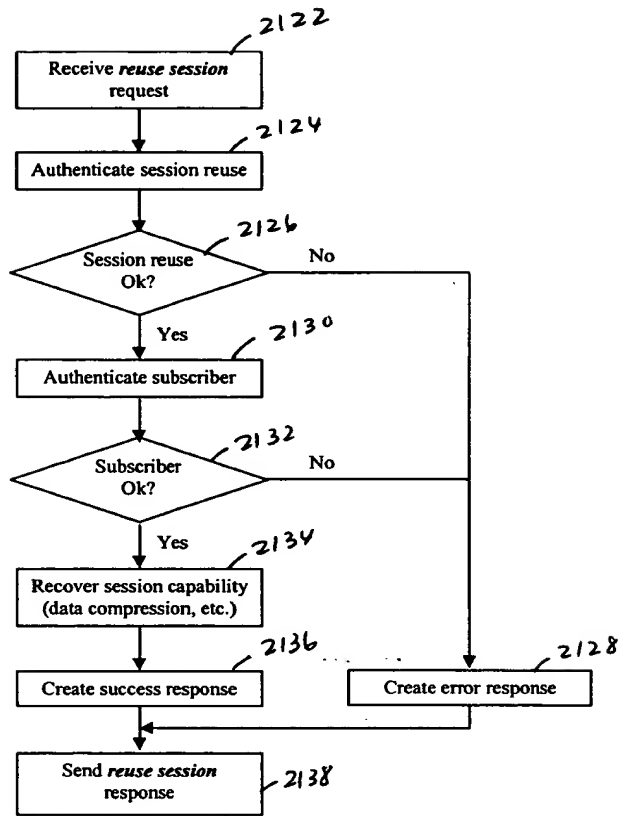 2122
Receive reuse session
request
2124
Authenticate session reuse
2126
Session reuse
Ok?
No
Yes
2130
Authenticate subscriber
2132
Subscriber
Ok?
No
Yes
2134
Recover session capability
(data compression, etc.)
2136
Create success response
2128
Create error response
Send reuse session
response
2138